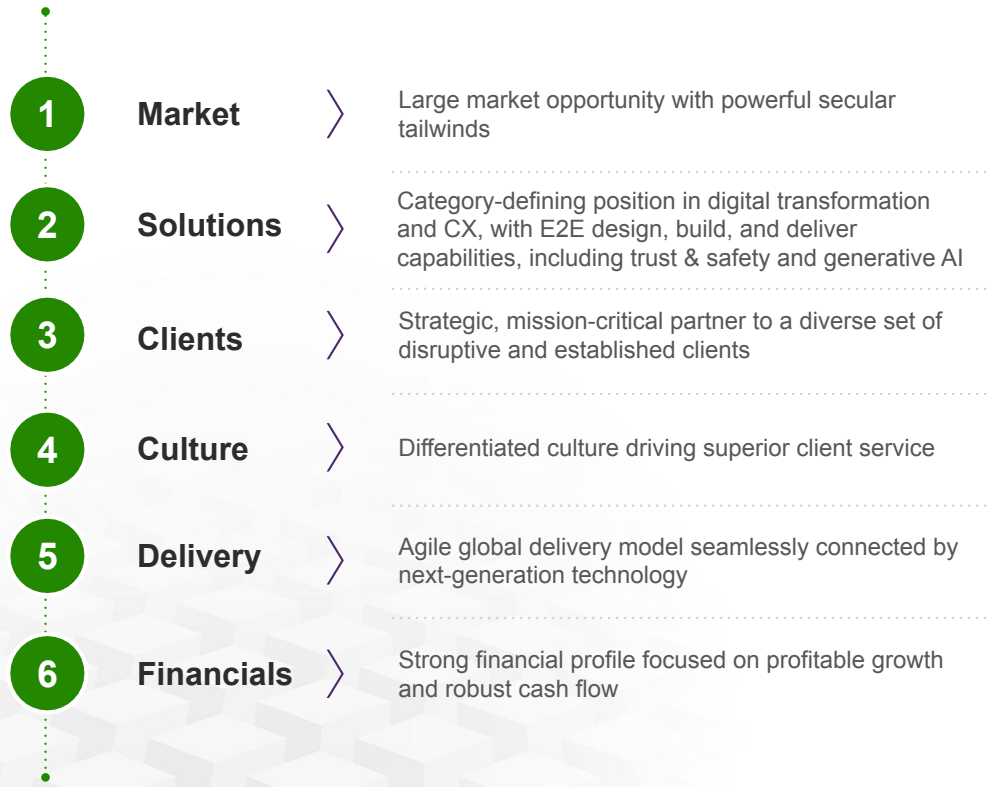 1
Market
Large market opportunity with powerful secular
tailwinds
2
Solutions
Category-defining position in digital transformation
and CX, with E2E design, build, and deliver
capabilities, including trust & safety and generative AI
3
Clients
Strategic, mission-critical partner to a diverse set of
disruptive and established clients
4
Culture
Differentiated culture driving superior client service
5
Delivery
Agile global delivery model seamlessly connected by
next-generation technology
6
Financials
Strong financial profile focused on profitable growth
and robust cash flow